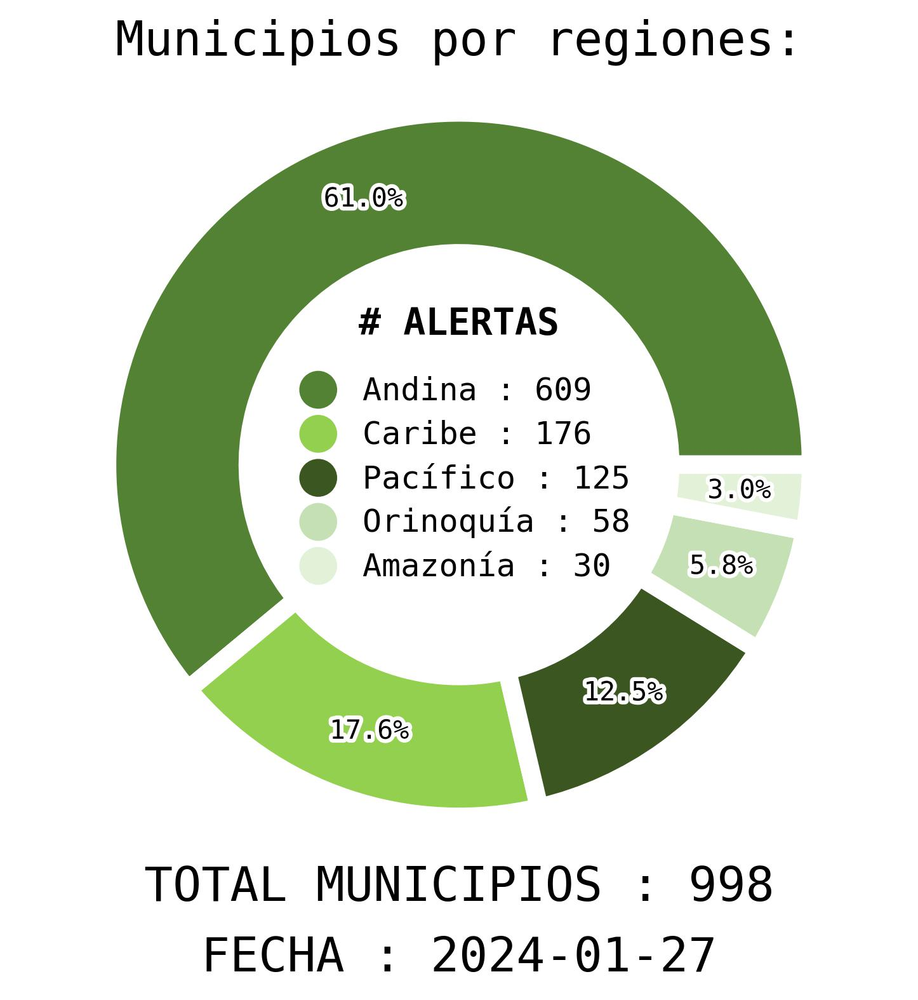 Municipios por regiones:
61.0%
# ALERTAS
Andina : 609
Caribe : 176
Pacífico : 125
Orinoquía : 58
Amazonía : 30
3.0%
5.8%
12.5%
17.6%
TOTAL MUNICIPIOS : 998
FECHA : 2024-01-27